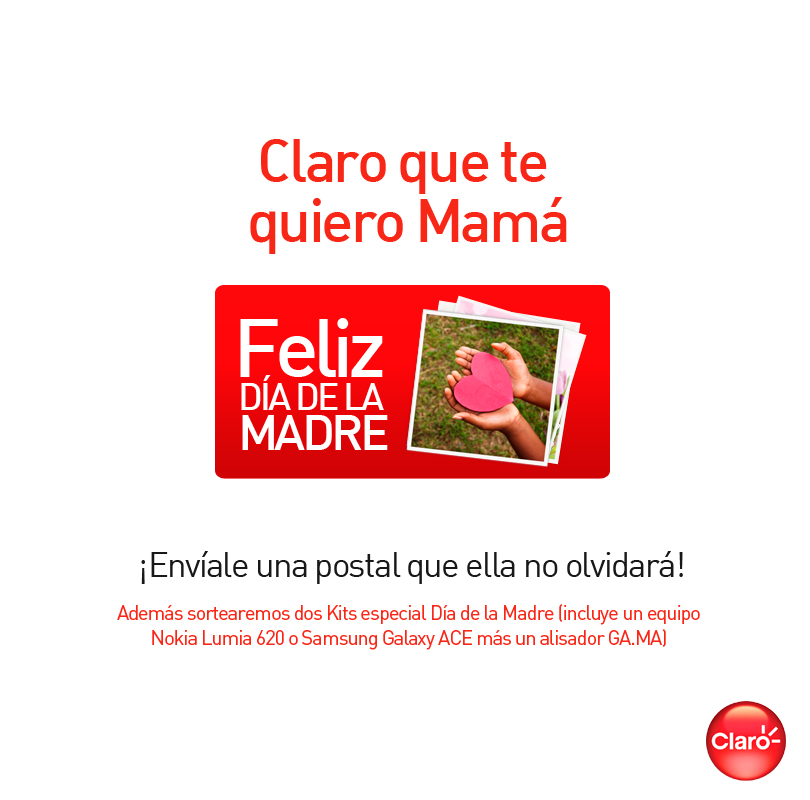 Claro que te
quiero Mamá
Feliz
DÍA DE LA
MADRE
¡Envíale una postal que ella no olvidará!
Además sortearemos dos Kits especial Día de la Madre (incluye un equipo
Nokia Lumia 620 o Samsung Galaxy ACE más un alisador GA.MA)
Claro